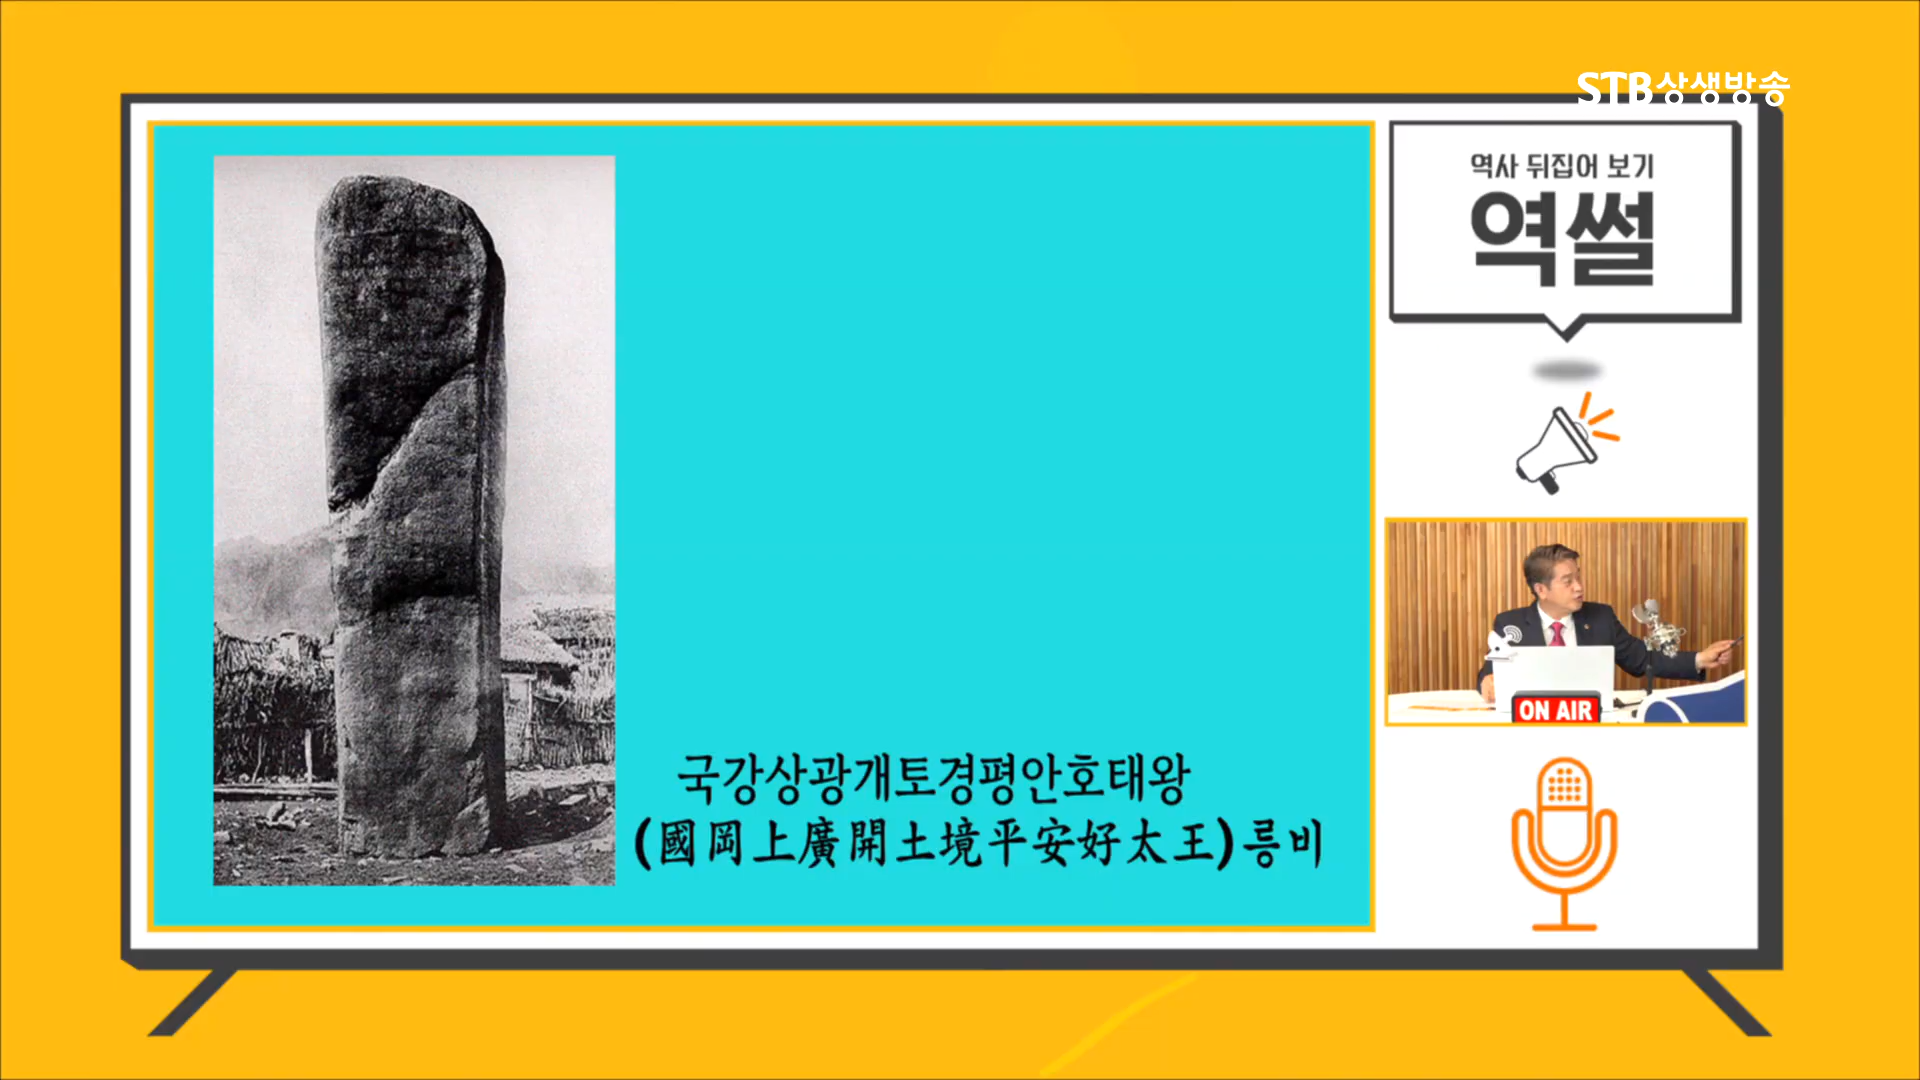 STB상생방송
역사 뒤집어 보기
역썰
ON AIR
국강상광개토경평안호태왕
(國岡上廣開土境平安好太王)릉비